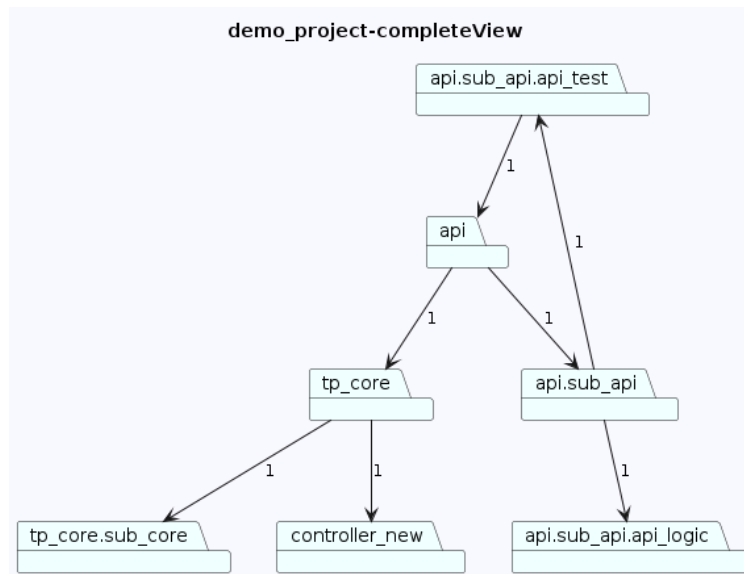 demo_project-completeView
api.sub_api.api_test
1
api
1
1
1
tp_core
api.sub_api
1
1
1
tp_core.sub_core
controller_new
api.sub_api.api_logic